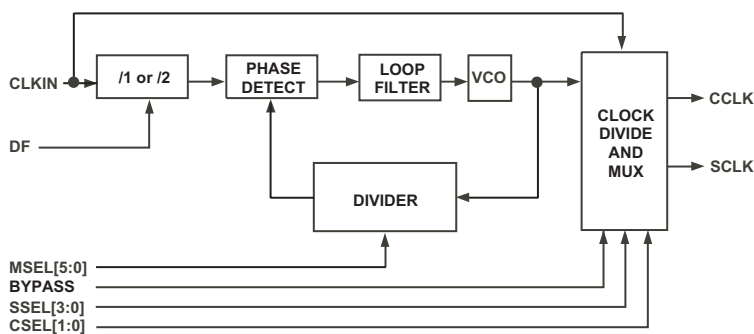 CLKIN
/1 or /2
PHASE
DETECT
LOOP
FILTER
VCO
CLOCK
DIVIDE
AND
MUX
CCLK
SCLK
DF
DIVIDER
MSEL[5:0]
BYPASS
SSEL[3:0]
CSEL[1:0]